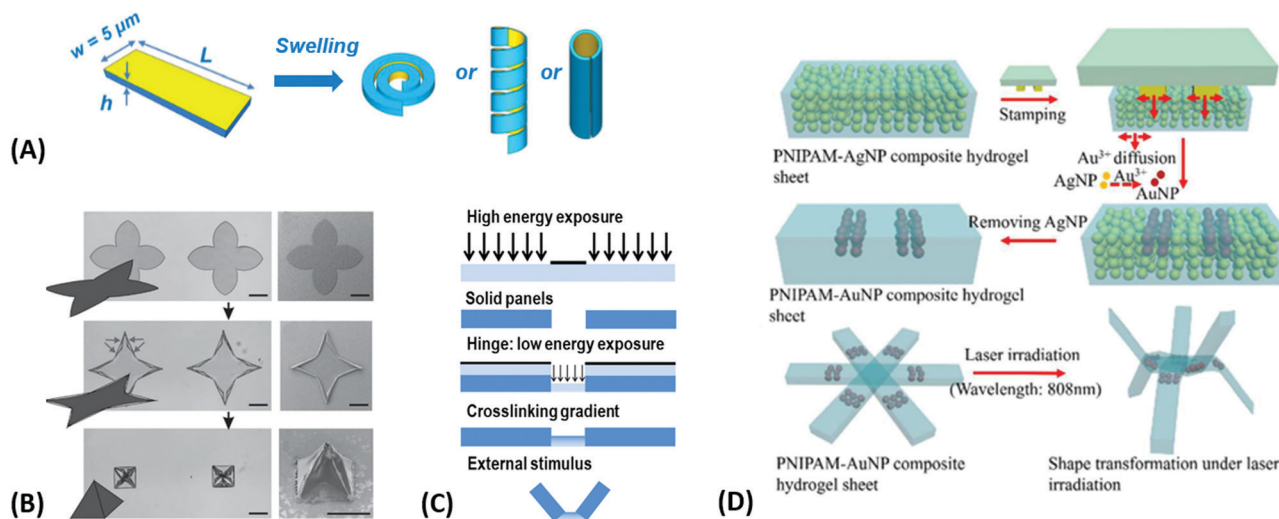 w = 5 µm
L
h
Swelling
or
or
(A)
(B)
High energy exposure
Solid panels
Hinge: low energy exposure
Crosslinking gradient
External stimulus
(C)
PNIPAM-AgNP composite hydrogel
sheet
Stamping
Au³⁺ diffusion
AgNP
Au³⁺
AuNP
Removing AgNP
PNIPAM-AuNP composite hydrogel
sheet
Laser irradiation
(Wavelength: 808nm)
PNIPAM-AuNP composite
hydrogel sheet
Shape transformation under laser
irradiation
(D)